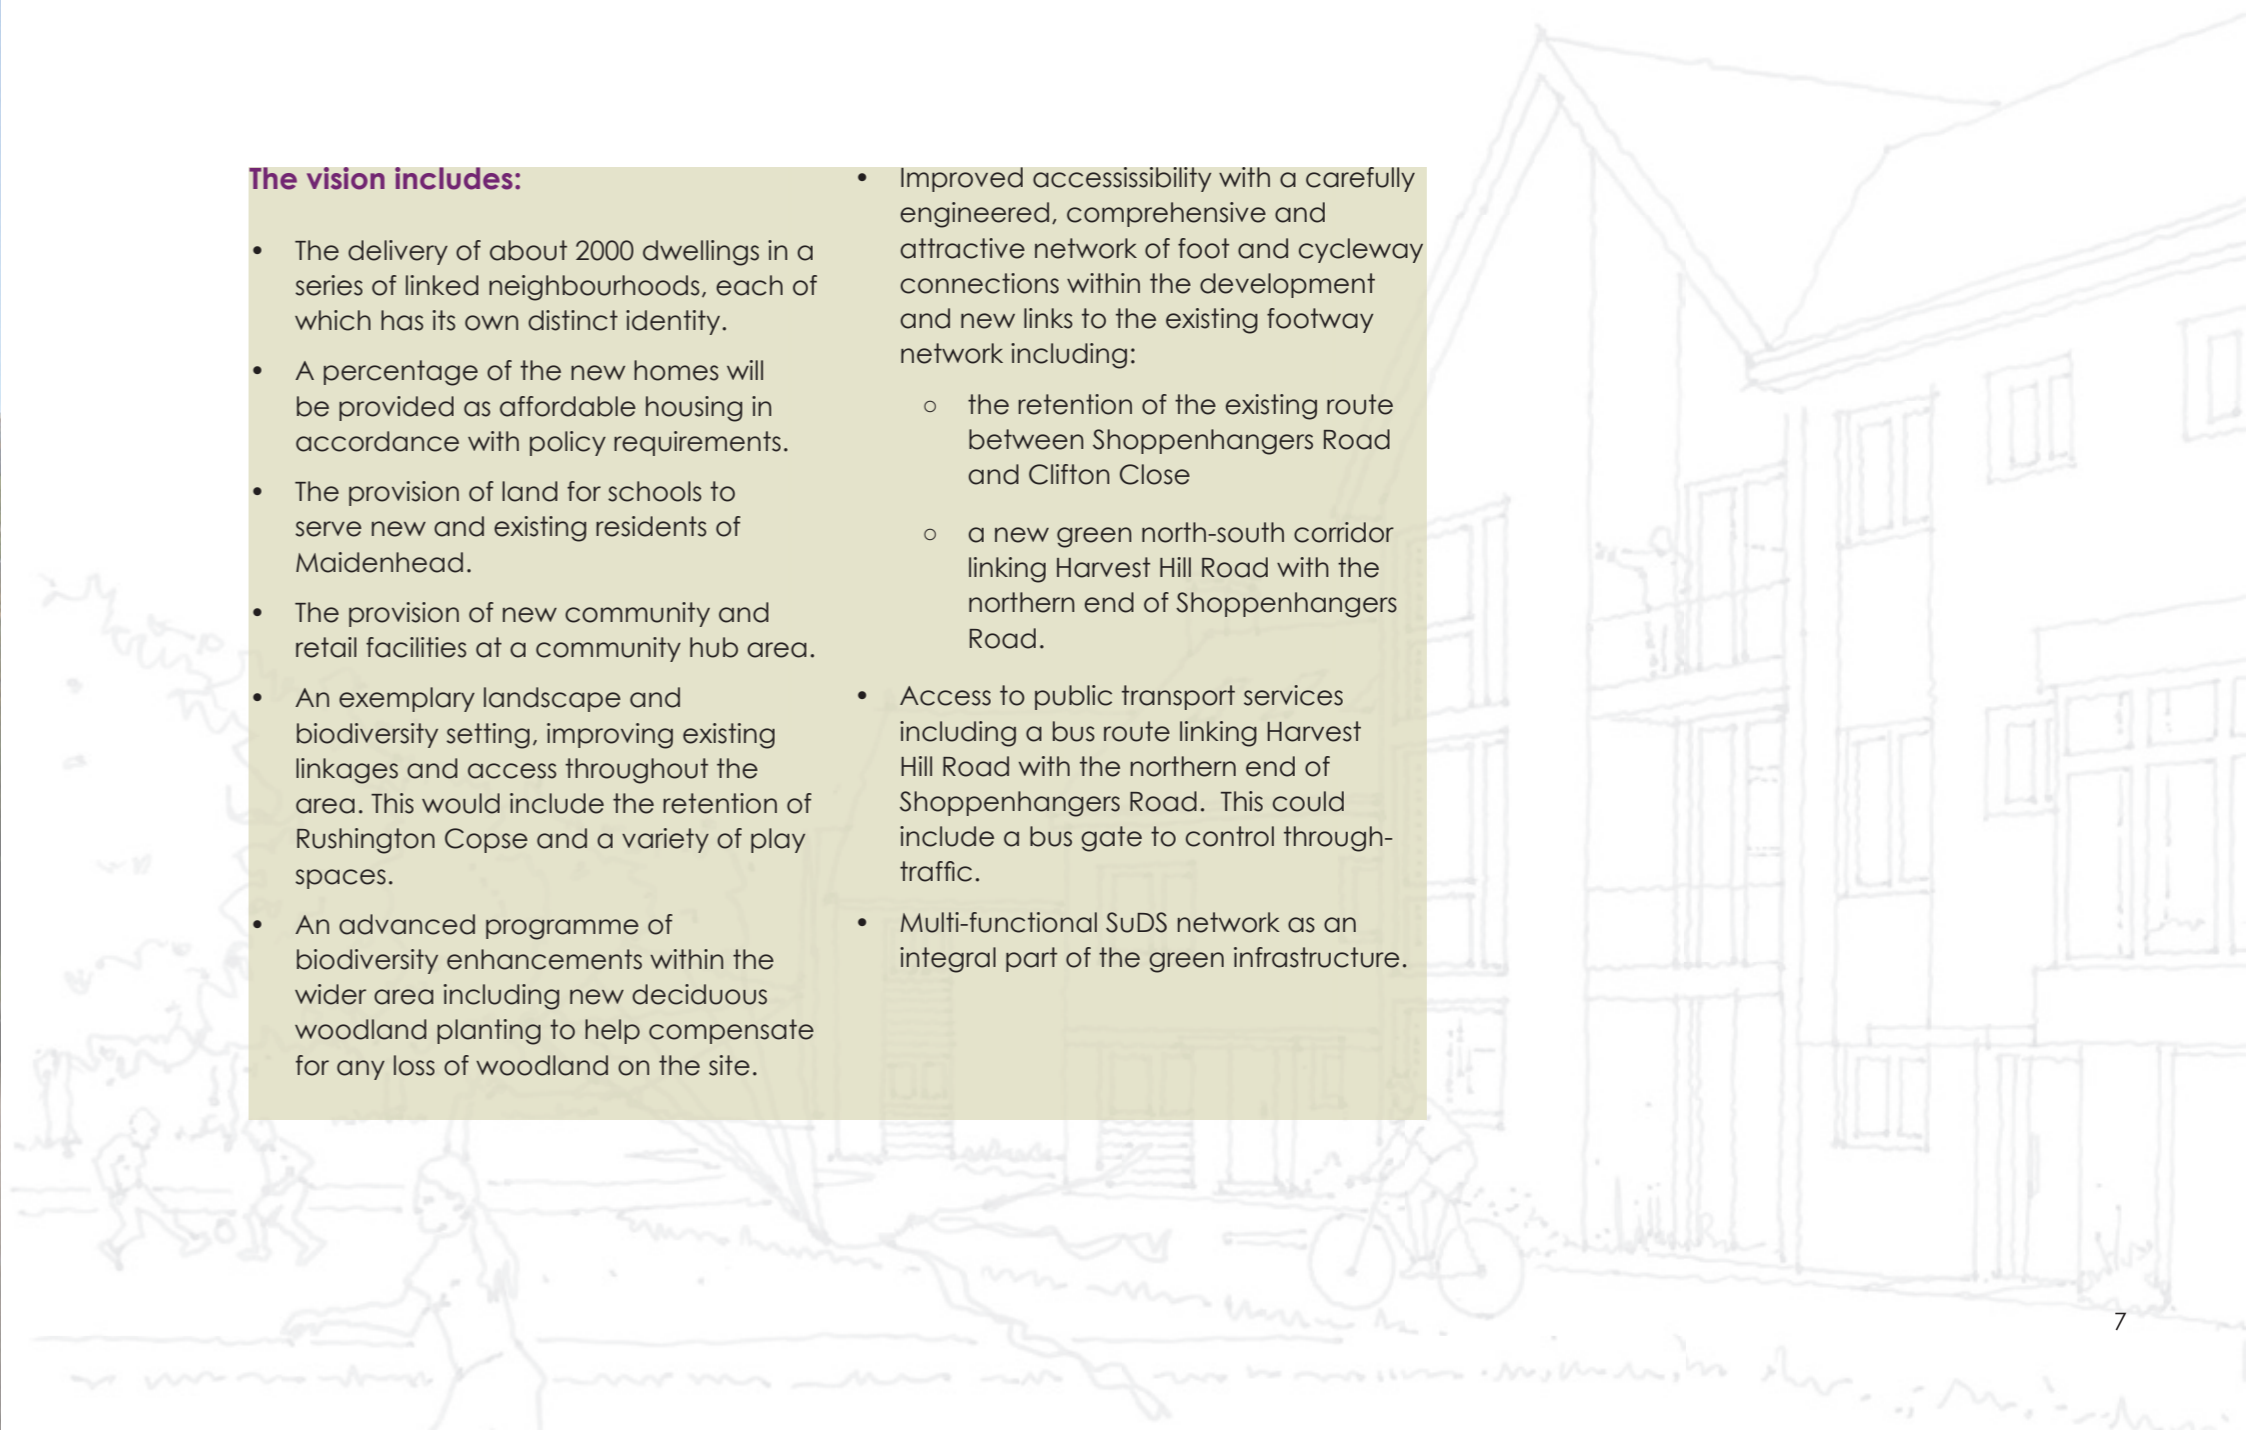 The vision includes:
• The delivery of about 2000 dwellings in a
series of linked neighbourhoods, each of
which has its own distinct identity.
• A percentage of the new homes will
be provided as affordable housing in
accordance with policy requirements.
• The provision of land for schools to
serve new and existing residents of
Maidenhead.
• The provision of new community and
retail facilities at a community hub area.
• An exemplary landscape and
biodiversity setting, improving existing
linkages and access throughout the
area. This would include the retention of
Rushington Copse and a variety of play
spaces.
• An advanced programme of
biodiversity enhancements within the
wider area including new deciduous
woodland planting to help compensate
for any loss of woodland on the site.
• Improved accessissibility with a carefully
engineered, comprehensive and
attractive network of foot and cycleway
connections within the development
and new links to the existing footway
network including:
○ the retention of the existing route
between Shoppenhangers Road
and Clifton Close
○ a new green north-south corridor
linking Harvest Hill Road with the
northern end of Shoppenhangers
Road.
• Access to public transport services
including a bus route linking Harvest
Hill Road with the northern end of
Shoppenhangers Road.  This could
include a bus gate to control through-
traffic.
• Multi-functional SuDS network as an
integral part of the green infrastructure.
7